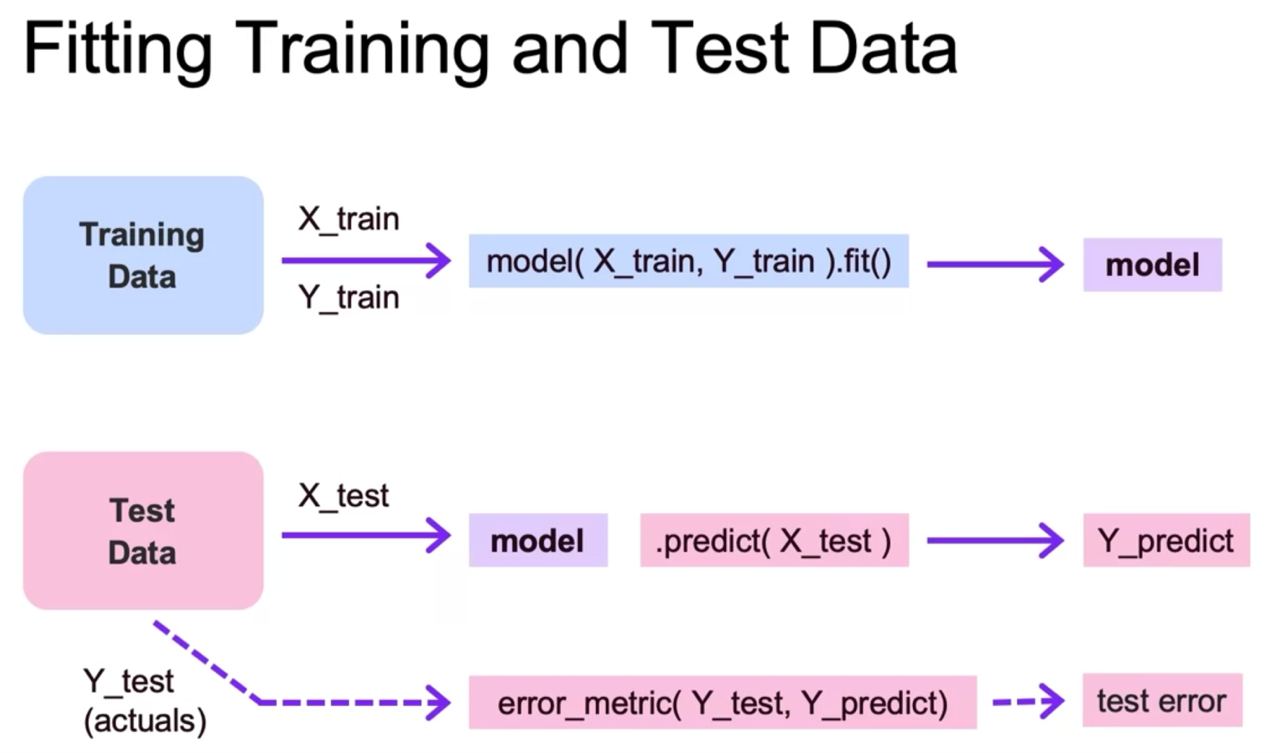 Fitting Training and Test Data
Training
Data
X_train
Y_train
model( X_train, Y_train ).fit()
model
Test
Data
X_test
model
.predict( X_test )
Y_predict
Y_test
(actuals)
error_metric( Y_test, Y_predict)
test error